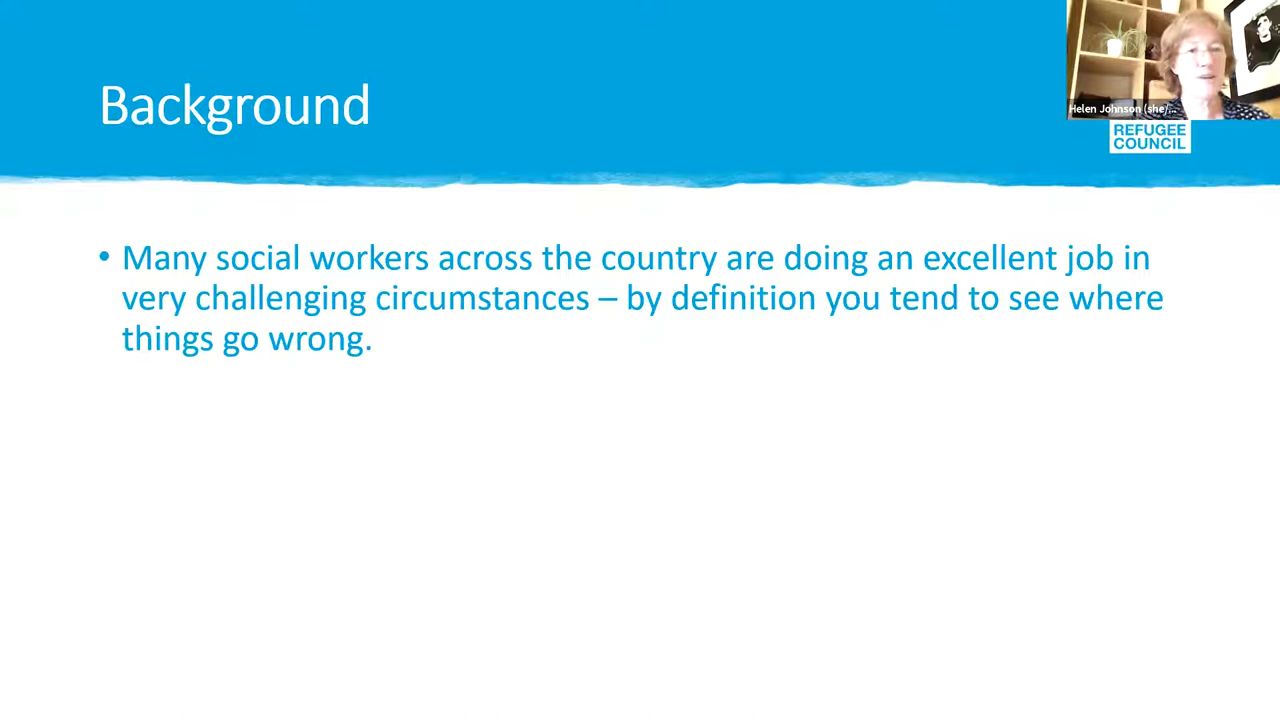 Background
Helen Johnson (she)...
REFUGEE
COUNCIL
• Many social workers across the country are doing an excellent job in
very challenging circumstances – by definition you tend to see where
things go wrong.